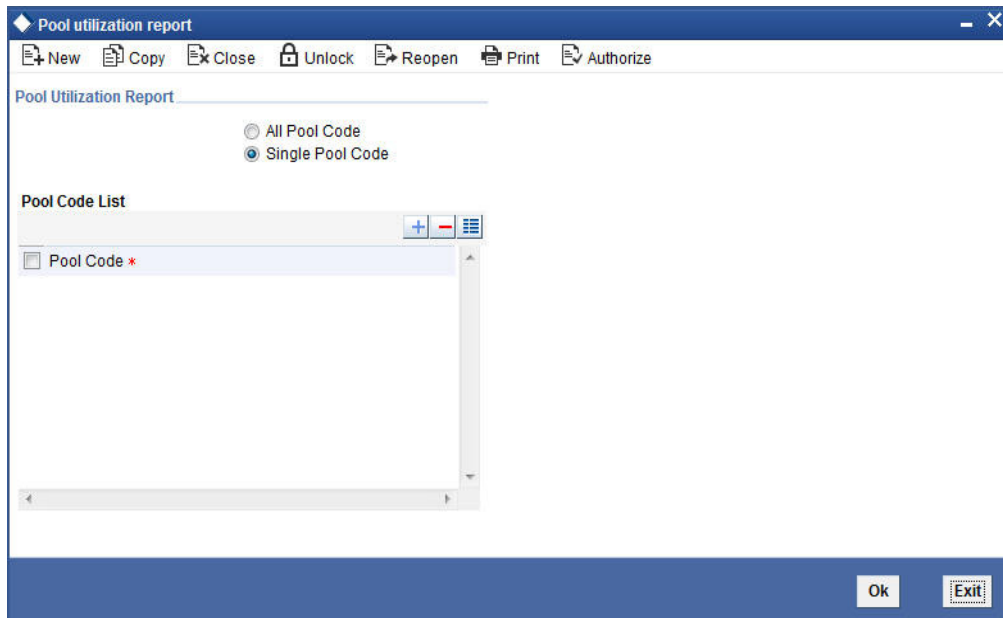 Pool utilization report
New Copy Close Unlock Reopen Print Authorize
Pool Utilization Report
All Pool Code
Single Pool Code
Pool Code List
Pool Code *
Ok Exit